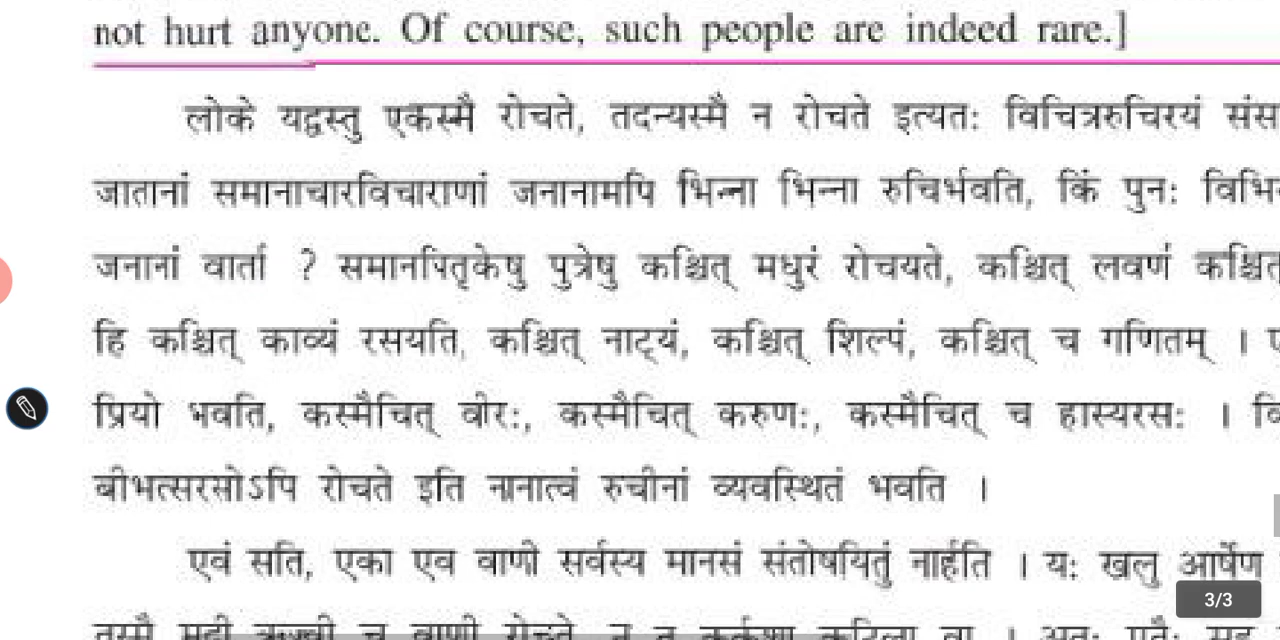 not hurt anyone. Of course, such people are indeed rare.]
लोके यद्वस्तु एकस्मै रोचते, तदन्यस्मै न रोचते इत्यतः विचित्ररुचिरयं
जातानां समानाचारविचाराणां जनानामपि भिन्ना भिन्ना रुचिर्भवति, किं पुनः
जनानां वार्ता ? समानपितृकेषु पुत्रेषु कश्चित् मधुरं रोचयते, कश्चित् लवणं कश्चित्
हि कश्चित् काव्यं रसयति, कश्चित् नाट्यं, कश्चित् शिल्पं, कश्चित् च गणितम् ।
प्रियो भवति, कस्मैचित् वीरः, कस्मैचित् करुणः, कस्मैचित् च हास्यरसः ।
बीभत्सरसोऽपि रोचते इति नानात्वं रुचीनां व्यवस्थितं भवति ।
एवं सति, एका एव वाणी सर्वस्य मानसं संतोषयितुं नार्हति । यः खलु आर्षेण
3/3